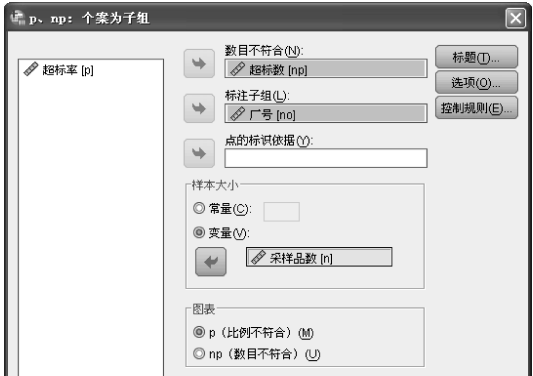 p、np：个案为子组
超标率 [p]
数目不符合(N):
超标数 [np]
标注子组(L):
厂号 [no]
点的标识依据(Y):
标题(T)...
选项(O)...
控制规则(E)...
样本大小
常量(C):
变量(V):
采样品数 [n]
图表
p（比例不符合）(M)
np（数目不符合）(U)